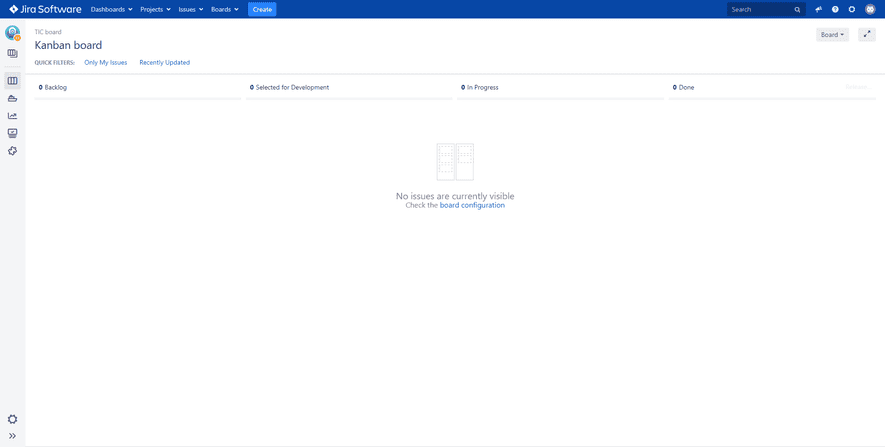 Jira Software Dashboards Projects Issues Boards Create Search
TIC board
Kanban board
Board
QUICK FILTERS: Only My Issues Recently Updated
0 Backlog
0 Selected for Development
0 In Progress
0 Done
No issues are currently visible
Check the board configuration